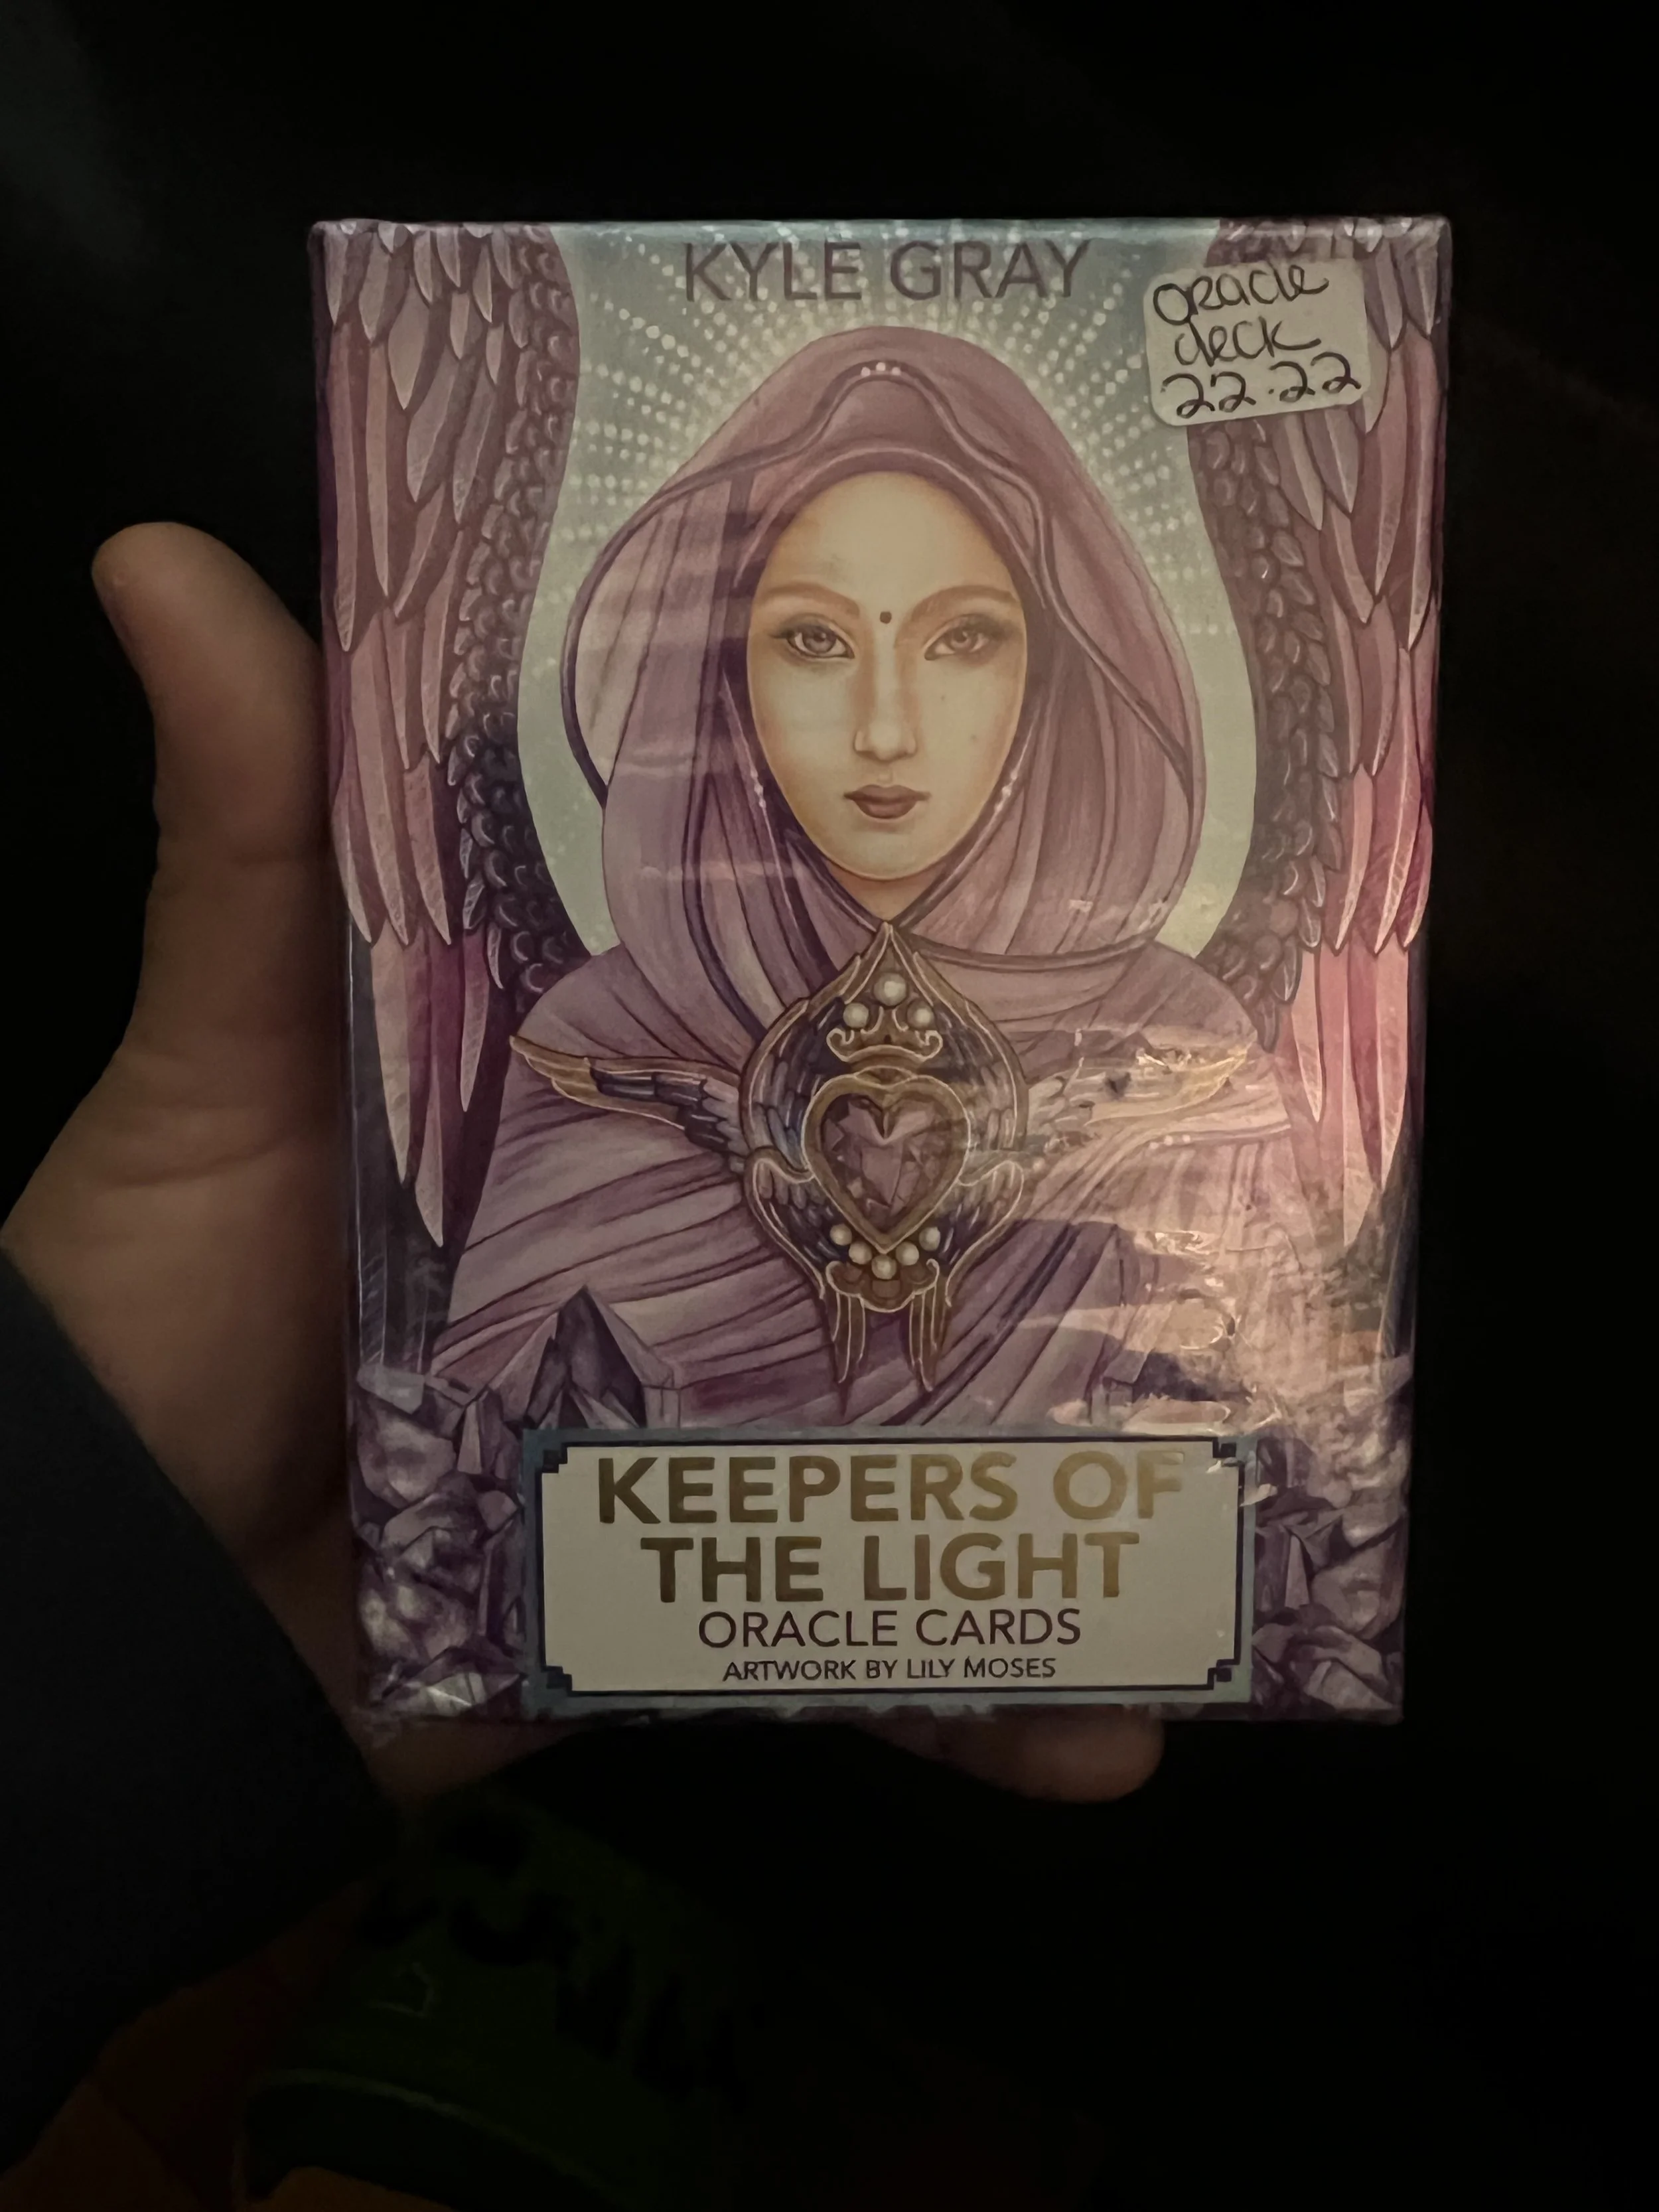 KYLE GRAY
oracle
deck
22.22
KEEPERS OF
THE LIGHT
ORACLE CARDS
ARTWORK BY LILY MOSES